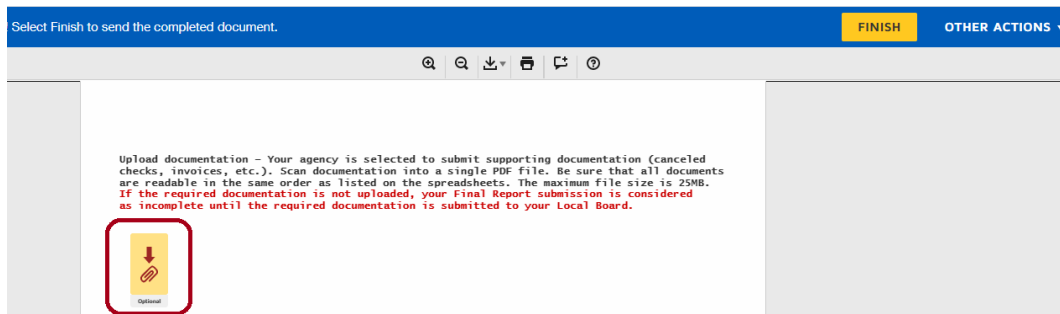 Select Finish to send the completed document.
FINISH
OTHER ACTIONS
Upload documentation – Your agency is selected to submit supporting documentation (canceled
checks, invoices, etc.). Scan documentation into a single PDF file. Be sure that all documents
are readable in the same order as listed on the spreadsheets. The maximum file size is 25MB.
If the required documentation is not uploaded, your Final Report submission is considered
as incomplete until the required documentation is submitted to your Local Board.
Optional